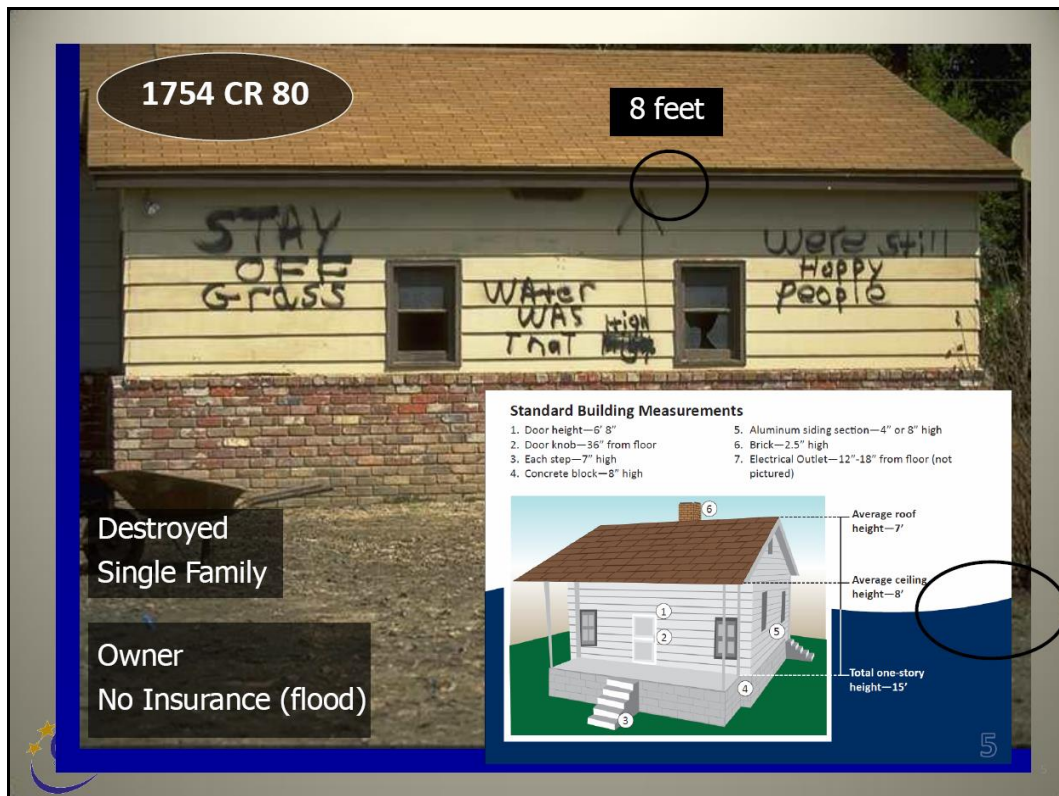 1754 CR 80
8 feet
STAY
OFF
Grass
WAter
WAS
That High
Were still
Happy
People
Standard Building Measurements
1. Door height—6' 8"
2. Door knob—36" from floor
3. Each step—7" high
4. Concrete block—8" high
5. Aluminum siding section—4" or 8" high
6. Brick—2.5" high
7. Electrical Outlet—12"-18" from floor (not
pictured)
6
Average roof
height—7'
Average ceiling
height—8'
1
2
5
4
3
Total one-story
height—15'
Destroyed
Single Family
Owner
No Insurance (flood)
5